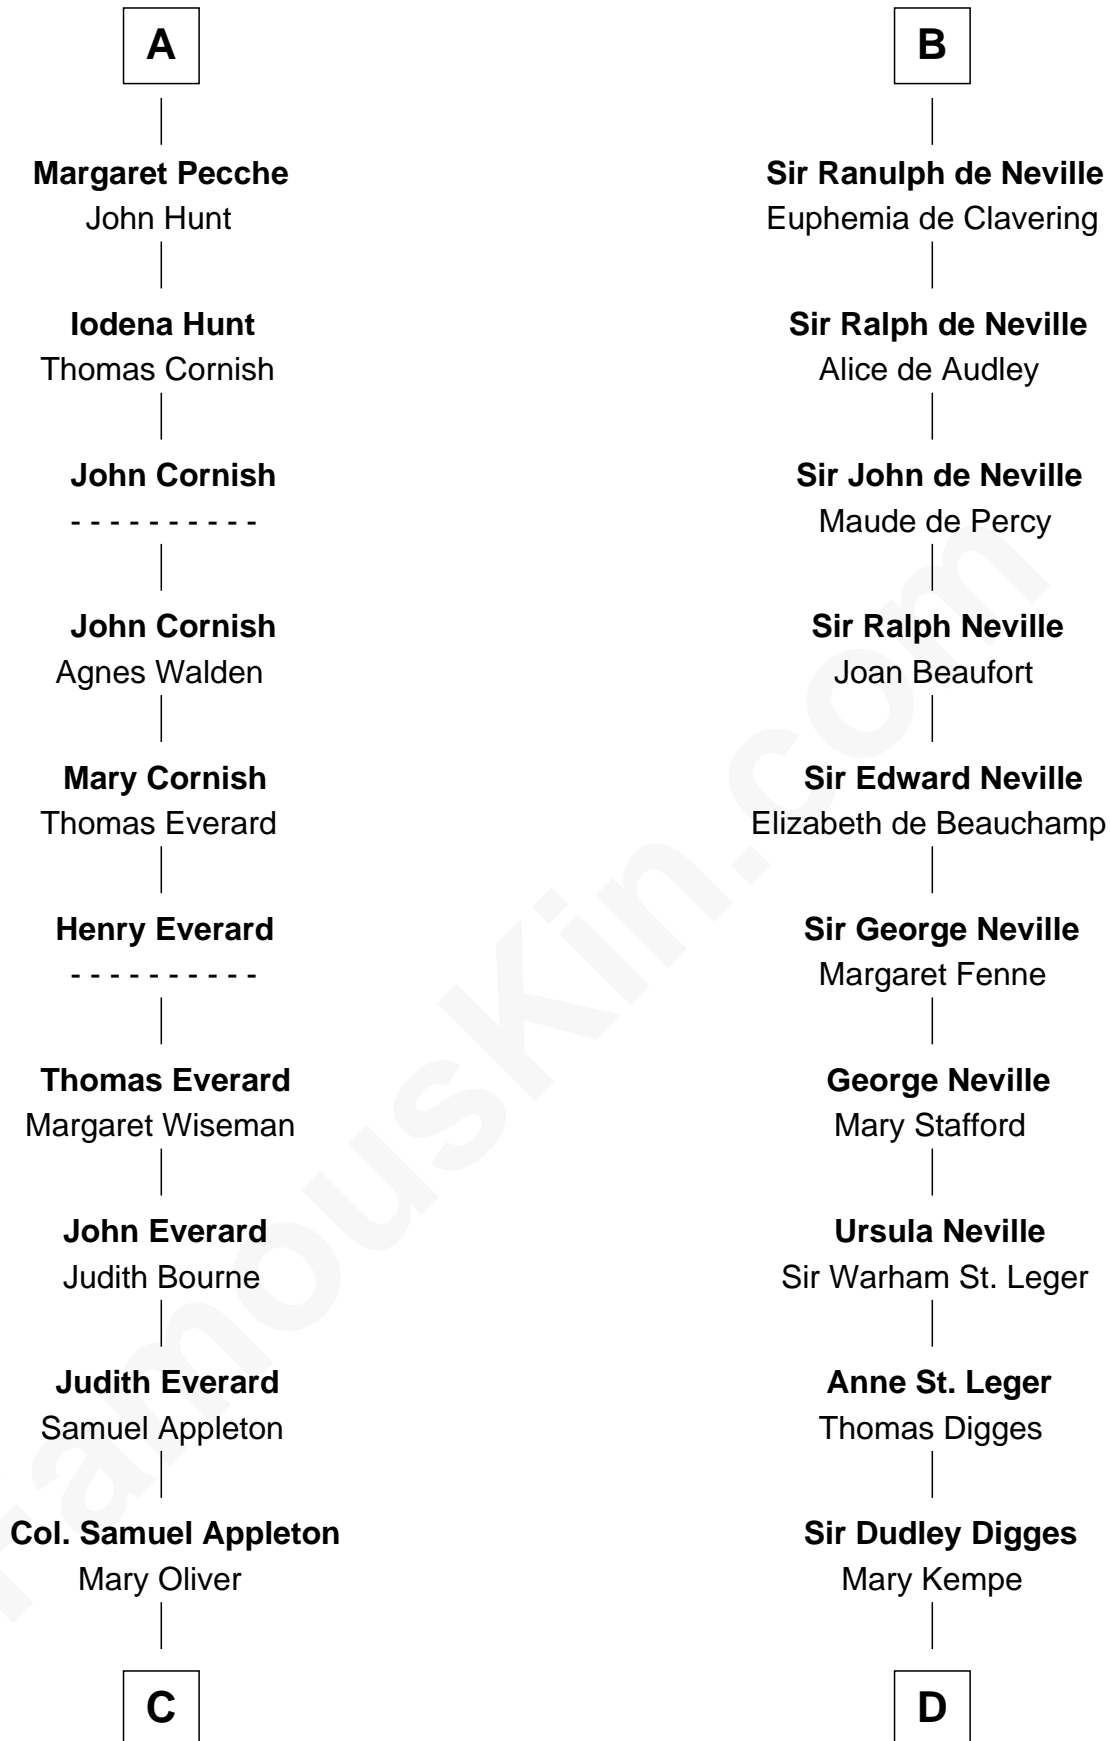 A
Margaret Pecche
John Hunt
Iodena Hunt
Thomas Cornish
John Cornish
- - - - - - - - - -
John Cornish
Agnes Walden
Mary Cornish
Thomas Everard
Henry Everard
- - - - - - - - - -
Thomas Everard
Margaret Wiseman
John Everard
Judith Bourne
Judith Everard
Samuel Appleton
Col. Samuel Appleton
Mary Oliver
C
B
Sir Ranulph de Neville
Euphemia de Clavering
Sir Ralph de Neville
Alice de Audley
Sir John de Neville
Maude de Percy
Sir Ralph Neville
Joan Beaufort
Sir Edward Neville
Elizabeth de Beauchamp
Sir George Neville
Margaret Fenne
George Neville
Mary Stafford
Ursula Neville
Sir Warham St. Leger
Anne St. Leger
Thomas Digges
Sir Dudley Digges
Mary Kempe
D
FamousKin.com